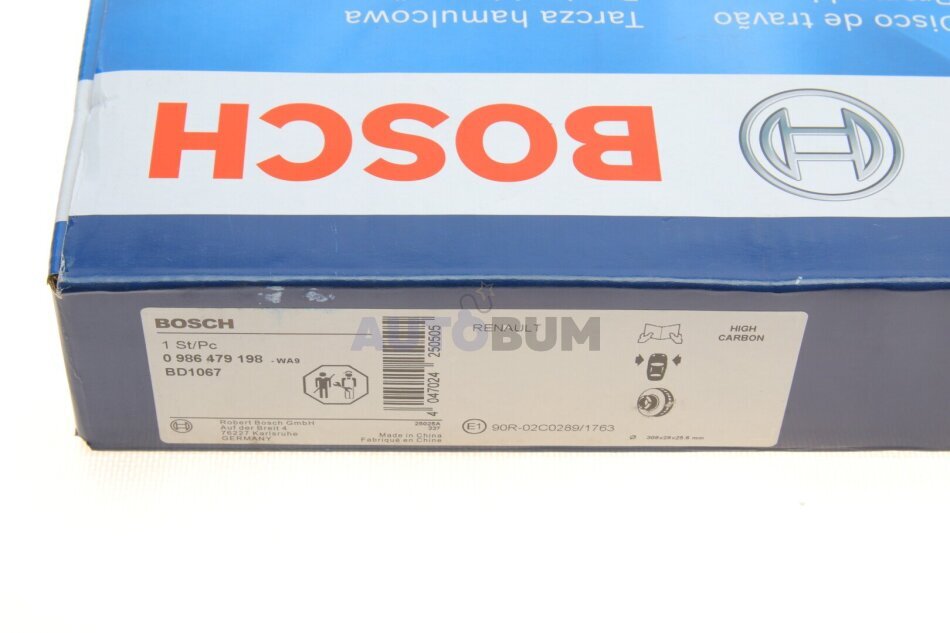 Disco de travão
Tarcza hamulcowa
BOSCH
BOSCH
1 St/Pc
0 986 479 198 - WA9
BD1067
Robert Bosch GmbH
Auf der Breit 4
76227 Karlsruhe
GERMANY
Made in China
Fabriqué en Chine
4 047024 250505
RENAULT
AUTOBUM
E1 90R-02C0289/1763
HIGH
CARBON